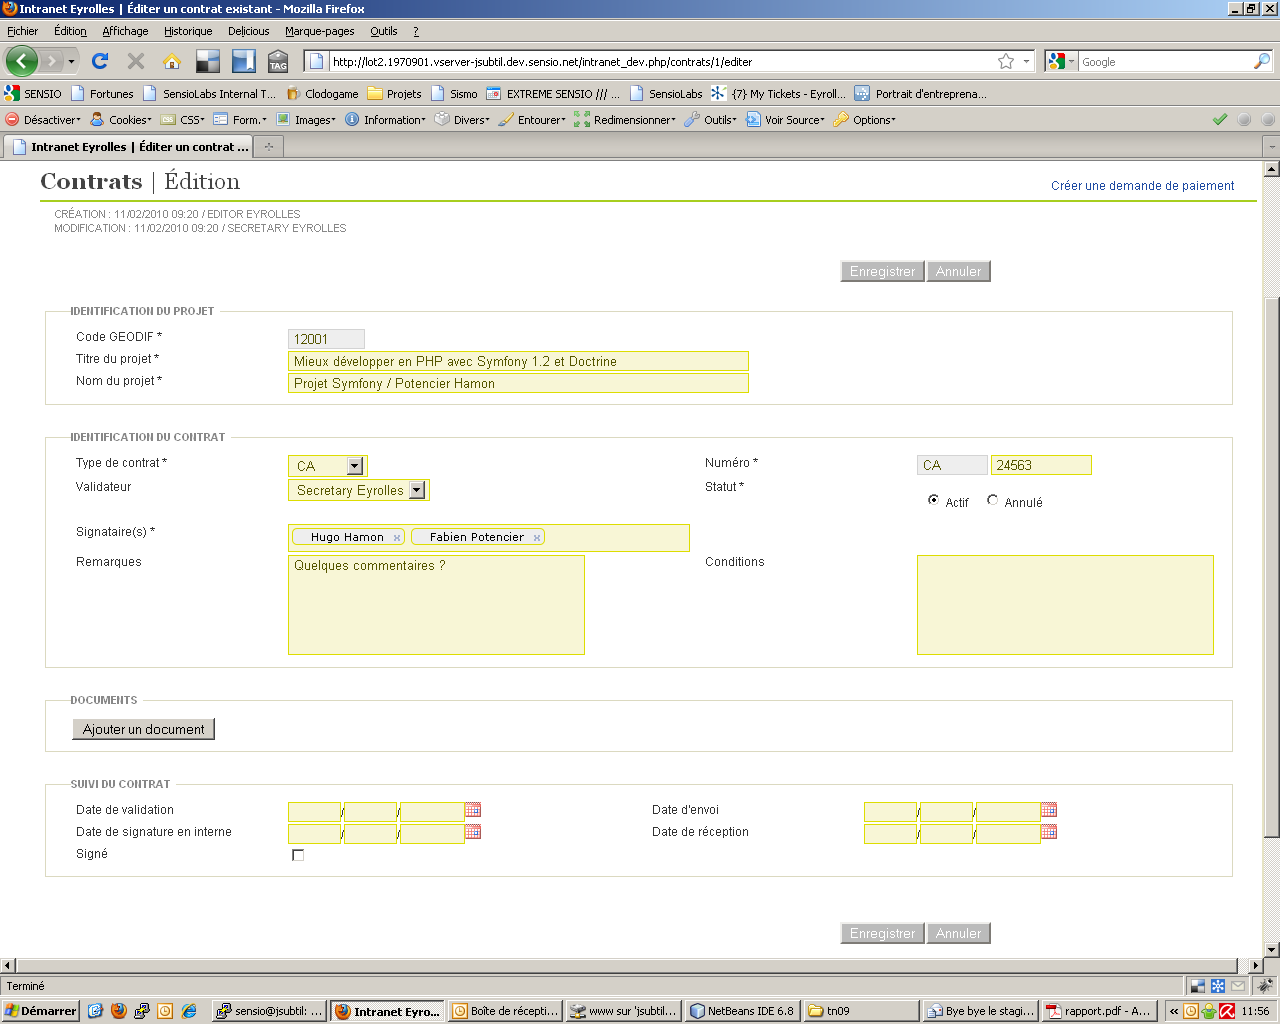 Intranet Eyrolles | Éditer un contrat existant - Mozilla Firefox
Fichier Édition Affichage Historique Delicious Marque-pages Outils ?
TAG http://lot2.1970901.vserver-jsubtil.dev.sensio.net/intranet_dev.php/contrats/1/editer Google
SENSIO Fortunes SensioLabs Internal T... Clodogame Projets Sismo EXTREME SENSIO /// ... SensioLabs {7} My Tickets - Eyroll... Portrait d'entreprena...
Désactiver Cookies CSS Form. Images Information Divers Entourer Redimensionner Outils Voir Source Options
Intranet Eyrolles | Éditer un contrat ...
Contrats | Édition
Créer une demande de paiement
CRÉATION : 11/02/2010 09:20 / EDITOR EYROLLES
MODIFICATION : 11/02/2010 09:20 / SECRETARY EYROLLES
Enregistrer Annuler
IDENTIFICATION DU PROJET
Code GEODIF * 12001
Titre du projet * Mieux développer en PHP avec Symfony 1.2 et Doctrine
Nom du projet * Projet Symfony / Potencier Hamon
IDENTIFICATION DU CONTRAT
Type de contrat * CA Numéro * CA 24563
Validateur Secretary Eyrolles Statut *
Actif Annulé
Signataire(s) * Hugo Hamon x Fabien Potencier x
Remarques Quelques commentaires ? Conditions
DOCUMENTS
Ajouter un document
SUIVI DU CONTRAT
Date de validation / / Date d'envoi / /
Date de signature en interne / / Date de réception / /
Signé
Enregistrer Annuler
Terminé
Démarrer sensio@jsubtil: ... Intranet Eyro... Boîte de récepti... www sur 'jsubtil... NetBeans IDE 6.8 tn09 Bye bye le stagi... rapport.pdf - A... « 11:56